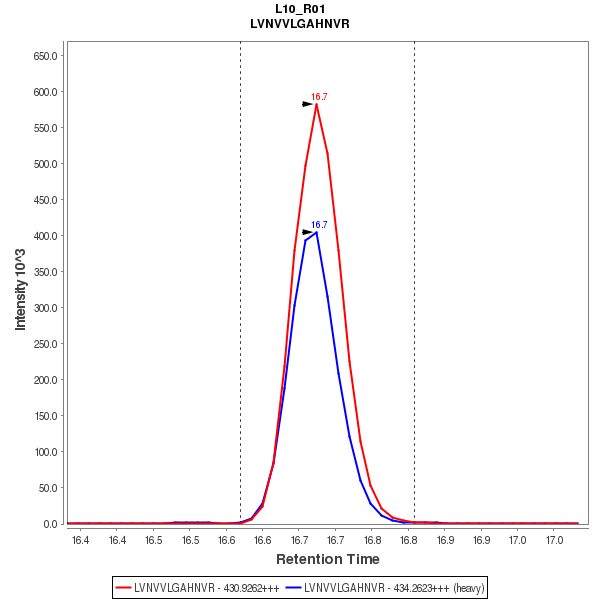 L10_R01
LVNVVLGAHNVR
650.0
600.0
550.0
500.0
450.0
400.0
350.0
300.0
250.0
200.0
150.0
100.0
50.0
0.0
Intensity 10^3
16.7
16.7
16.4 16.4 16.5 16.5 16.6 16.6 16.7 16.7 16.8 16.8 16.9 16.9 17.0 17.0
Retention Time
LVNVVLGAHNVR - 430.9262+++ LVNVVLGAHNVR - 434.2623+++ (heavy)